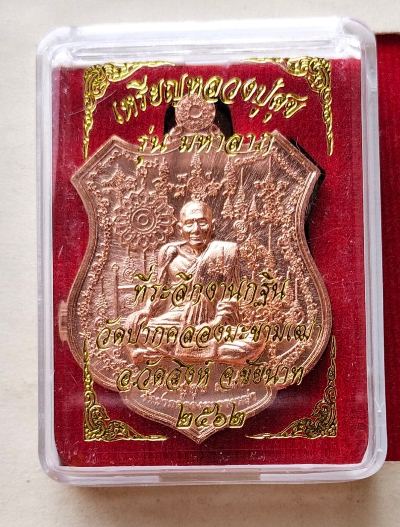 เหรียญหลวงปู่ศุข
รุ่น มหาลาภ
ที่ระลึกงานกฐิน
วัดปากคลองมะขามเฒ่า
อ.วัดสิงห์ จ.ชัยนาท
๒๕๖๒